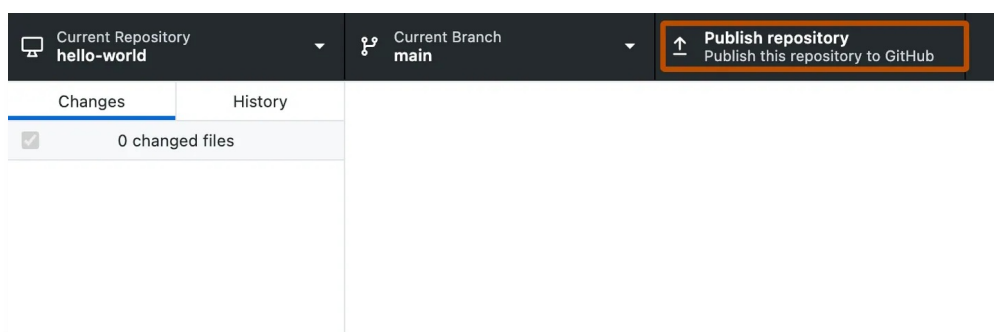 Current Repository
hello-world
Current Branch
main
Publish repository
Publish this repository to GitHub
Changes
History
0 changed files